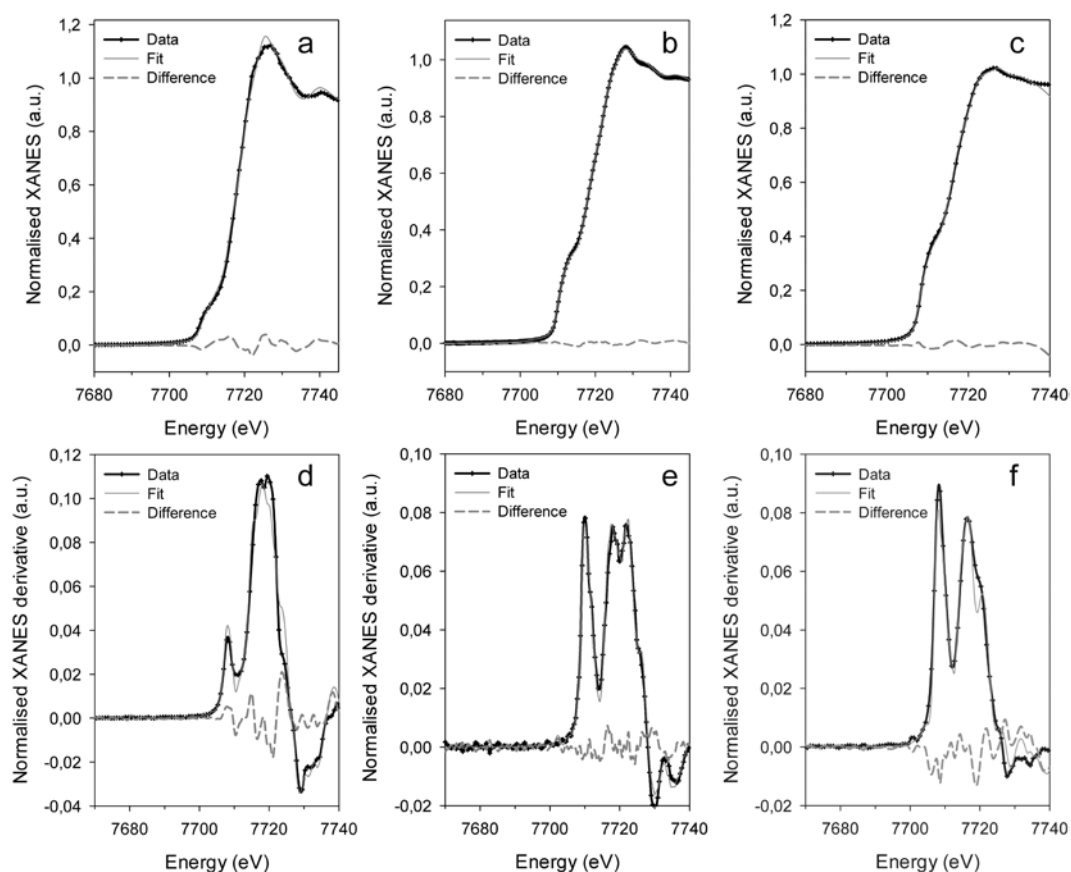 a
Data
Fit
Difference
Normalised XANES (a.u.)
1,2
1,0
0,8
0,6
0,4
0,2
0,0
7680 7700 7720 7740
Energy (eV)
b
Data
Fit
Difference
Normalised XANES (a.u.)
1,2
1,0
0,8
0,6
0,4
0,2
0,0
7680 7700 7720 7740
Energy (eV)
c
Data
Fit
Difference
Normalised XANES (a.u.)
1,2
1,0
0,8
0,6
0,4
0,2
0,0
7680 7700 7720 7740
Energy (eV)
d
Data
Fit
Difference
Normalised XANES derivative (a.u.)
0,12
0,10
0,08
0,06
0,04
0,02
0,00
-0,02
-0,04
7680 7700 7720 7740
Energy (eV)
e
Data
Fit
Difference
Normalised XANES derivative (a.u.)
0,10
0,08
0,06
0,04
0,02
0,00
-0,02
7680 7700 7720 7740
Energy (eV)
f
Data
Fit
Difference
Normalised XANES derivative (a.u.)
0,10
0,08
0,06
0,04
0,02
0,00
-0,02
7680 7700 7720 7740
Energy (eV)